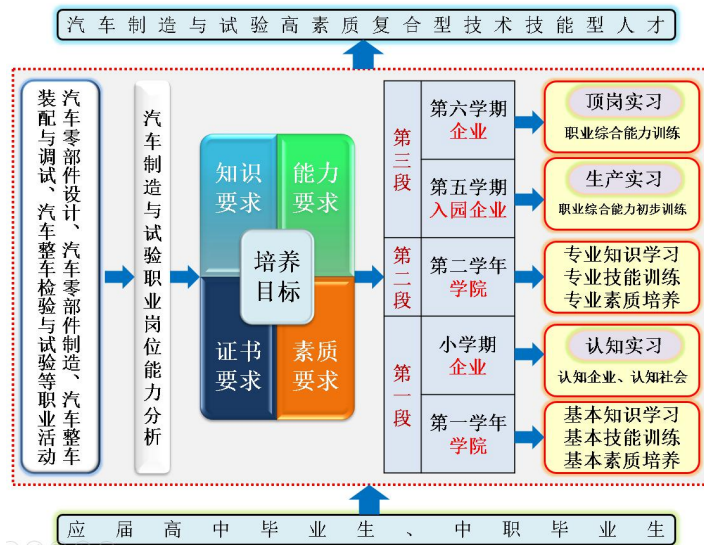 汽车制造与试验高素质复合型技术技能型人才
汽车零部件设计、汽车零部件制造、汽车整车
装配与调试、汽车整车检验与试验等职业活动
汽车制造与试验职业岗位能力分析
知识
要求
能力
要求
培养
目标
证书
要求
素质
要求
第三段
第六学期
企业
顶岗实习
职业综合能力训练
第五学期
入园企业
生产实习
职业综合能力初步训练
第二段
第二学年
学院
专业知识学习
专业技能训练
专业素质培养
第一段
小学期
企业
认知实习
认知企业、认知社会
第一学年
学院
基本知识学习
基本技能训练
基本素质培养
应届高中毕业生、中职毕业生